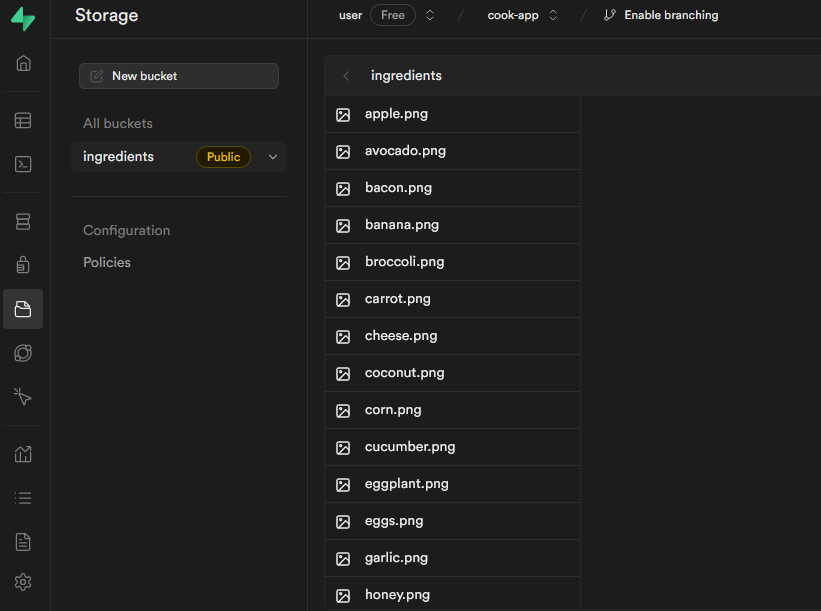 Storage
user Free / cook-app / Enable branching
New bucket
All buckets
ingredients Public
Configuration
Policies
ingredients
apple.png
avocado.png
bacon.png
banana.png
broccoli.png
carrot.png
cheese.png
coconut.png
corn.png
cucumber.png
eggplant.png
eggs.png
garlic.png
honey.png